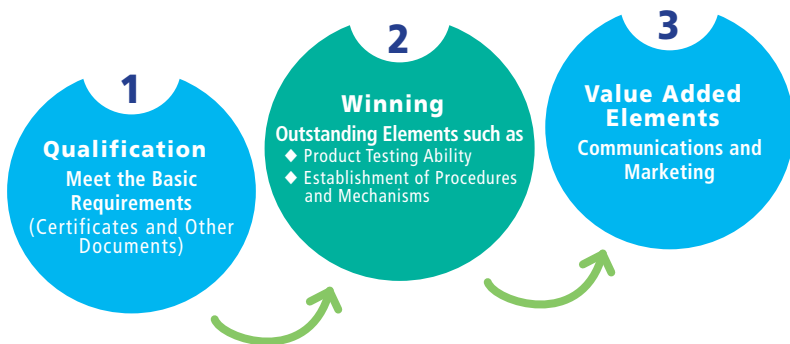 1
Qualification
Meet the Basic
Requirements
(Certificates and Other
Documents)
2
Winning
Outstanding Elements such as
◆ Product Testing Ability
◆ Establishment of Procedures
and Mechanisms
3
Value Added
Elements
Communications and
Marketing